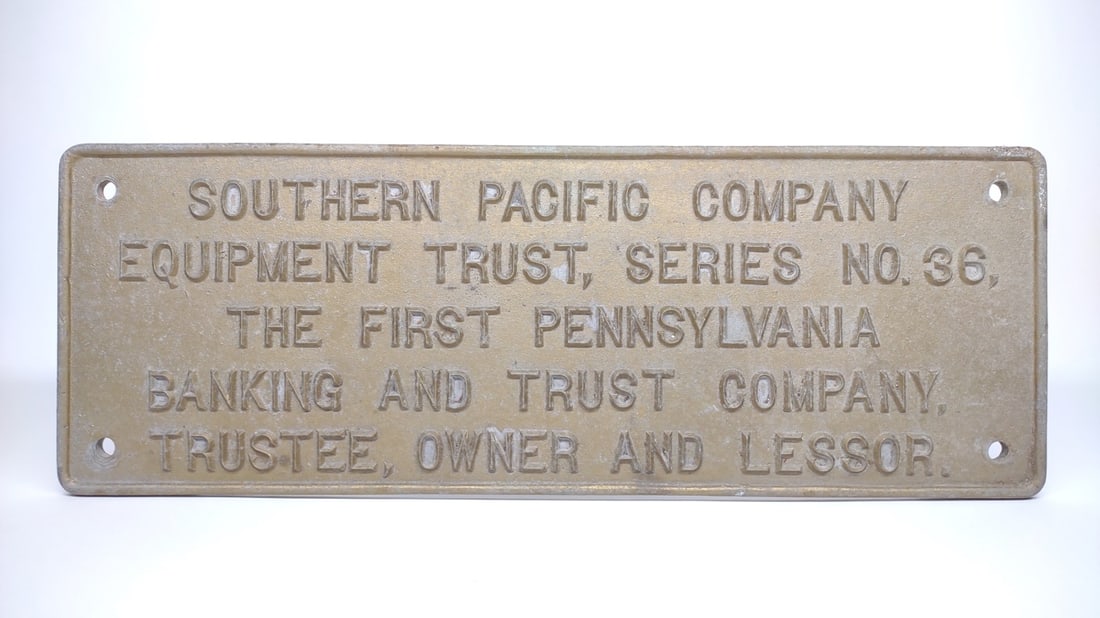 SOUTHERN PACIFIC COMPANY
EQUIPMENT TRUST, SERIES NO. 36,
THE FIRST PENNSYLVANIA
BANKING AND TRUST COMPANY,
TRUSTEE, OWNER AND LESSOR.